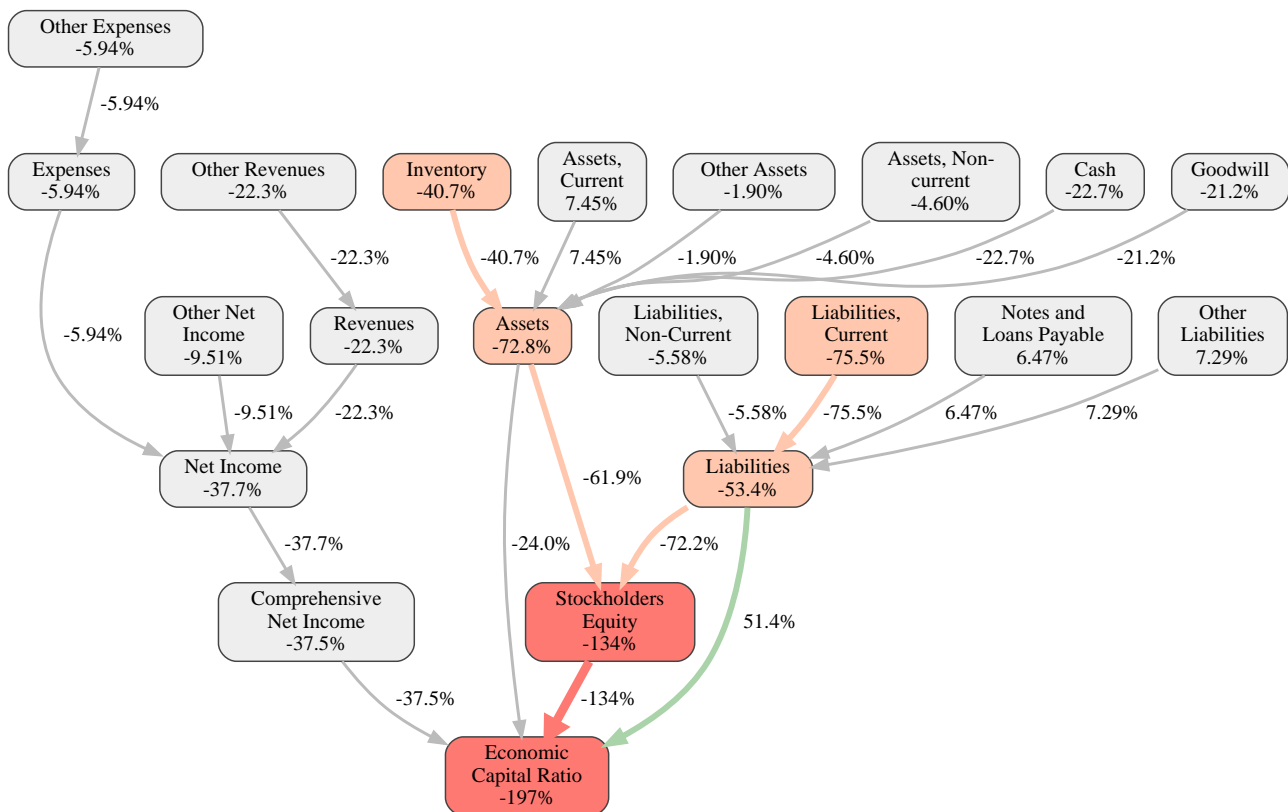 Other Expenses
-5.94%
-5.94%
Expenses
-5.94%
Other Revenues
-22.3%
Inventory
-40.7%
Assets,
Current
7.45%
Other Assets
-1.90%
Assets, Non-
current
-4.60%
Cash
-22.7%
Goodwill
-21.2%
-22.3%
-40.7%
7.45%
-1.90%
-4.60%
-22.7%
-21.2%
-5.94%
Other Net
Income
-9.51%
Revenues
-22.3%
Assets
-72.8%
Liabilities,
Non-Current
-5.58%
Liabilities,
Current
-75.5%
Notes and
Loans Payable
6.47%
Other
Liabilities
7.29%
-9.51%
-22.3%
-5.58%
-75.5%
6.47%
7.29%
Net Income
-37.7%
-61.9%
Liabilities
-53.4%
-37.7%
-24.0%
-72.2%
Comprehensive
Net Income
-37.5%
Stockholders
Equity
-134%
51.4%
-37.5%
-134%
Economic
Capital Ratio
-197%